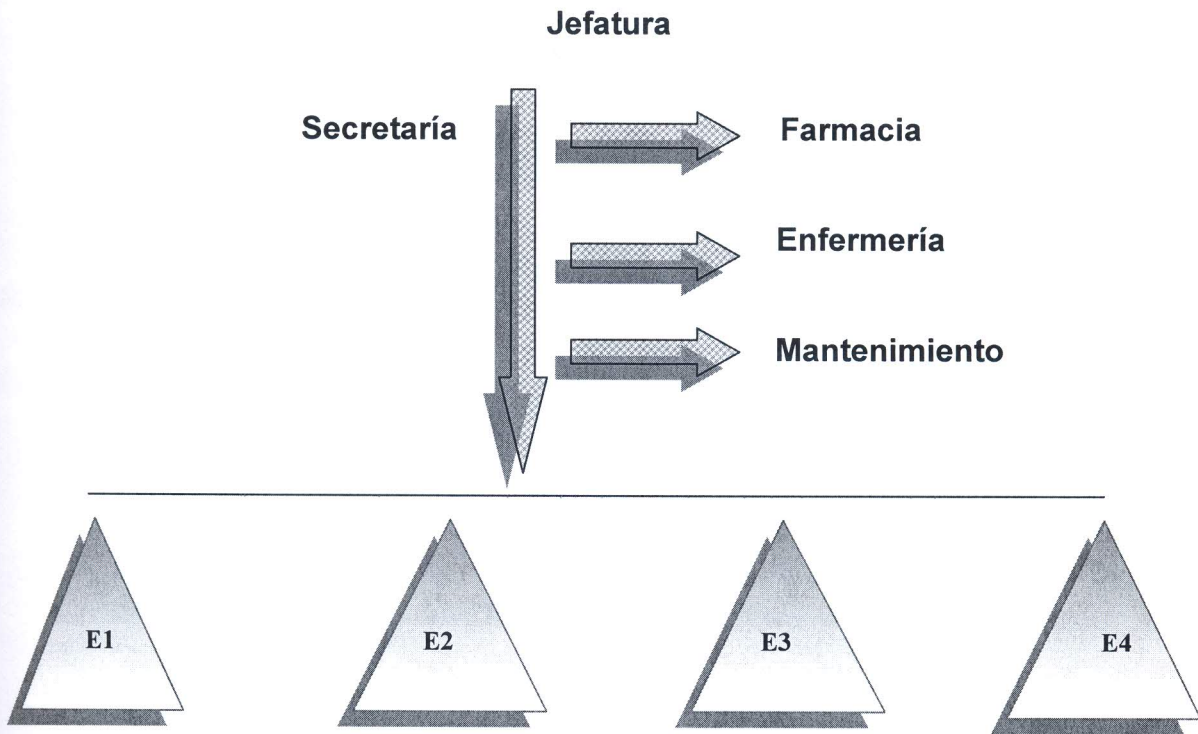 Jefatura
Secretaría
Farmacia
Enfermería
Mantenimiento
E1
E2
E3
E4